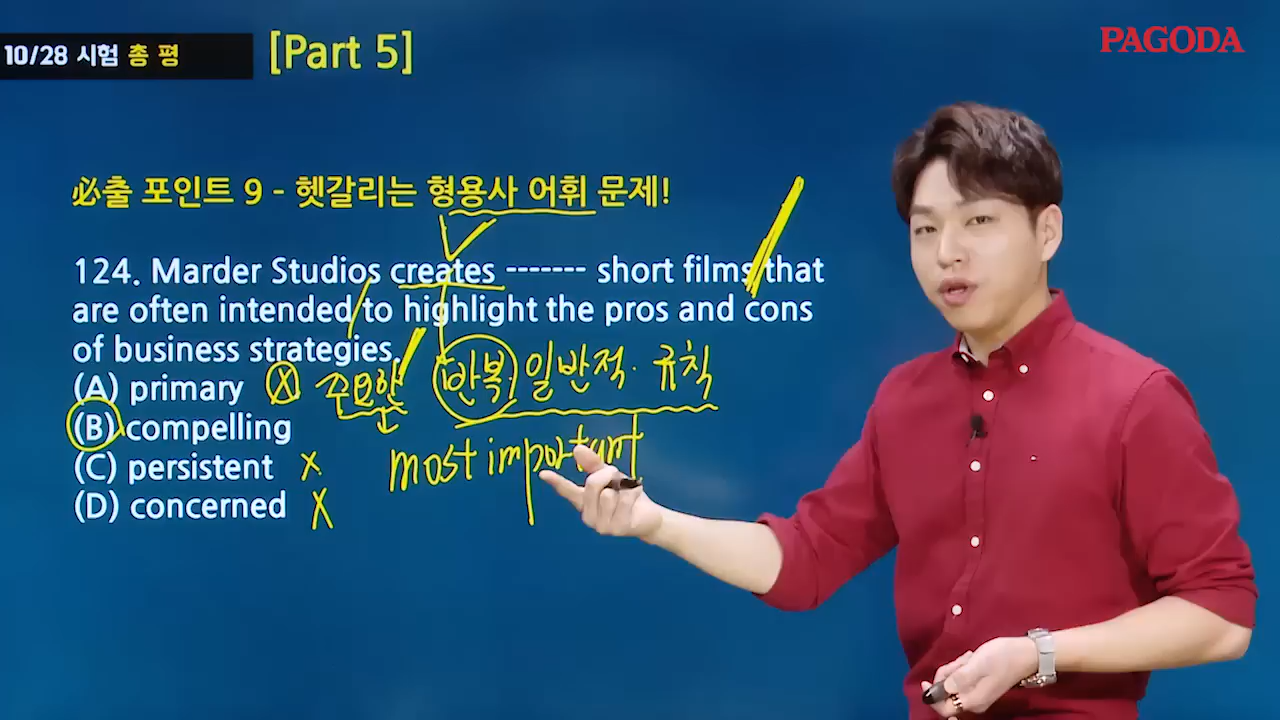 10/28 시험 총 평
[Part 5]
PAGODA
必출 포인트 9 - 헷갈리는 형용사 어휘 문제!
124. Marder Studios creates ------- short films that
are often intended to highlight the pros and cons
of business strategies.
(A) primary X 주요한 반복, 일반적. 규칙
(B) compelling
(C) persistent X
(D) concerned X
most important